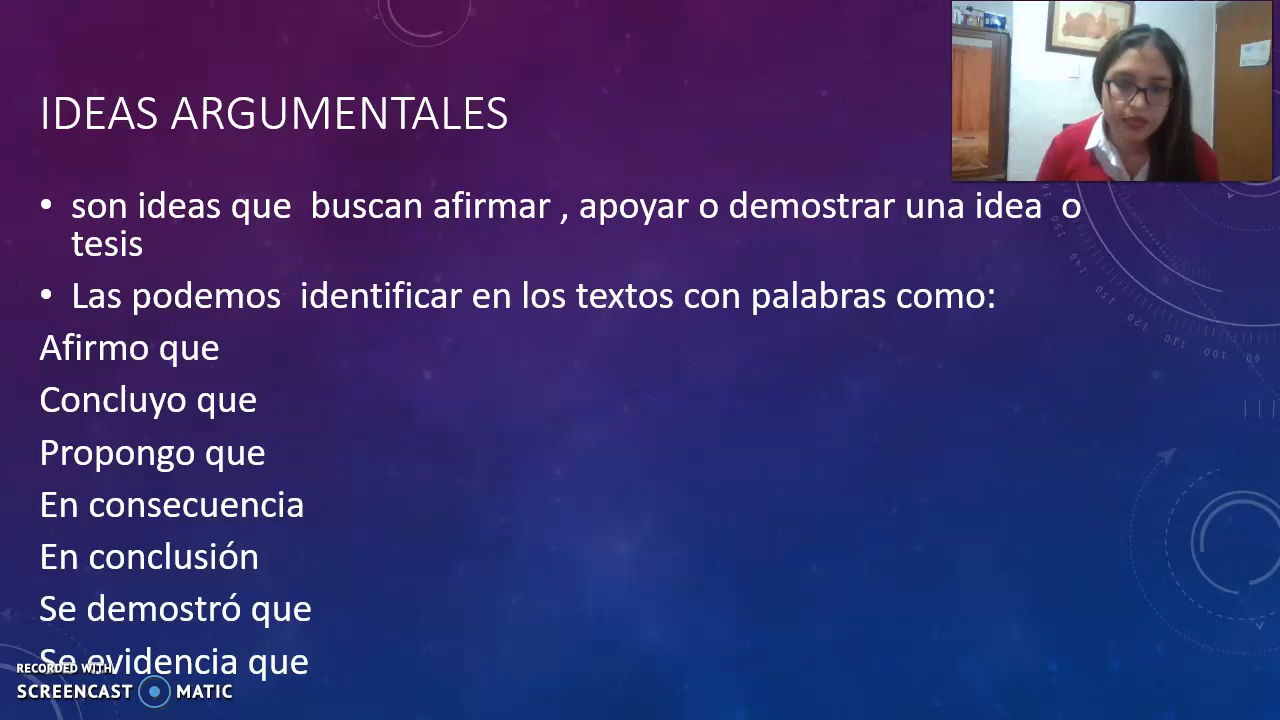 IDEAS ARGUMENTALES
• son ideas que buscan afirmar , apoyar o demostrar una idea o
tesis
• Las podemos identificar en los textos con palabras como:
Afirmo que
Concluyo que
Propongo que
En consecuencia
En conclusión
Se demostró que
Se evidencia que
RECORDED WITH
SCREENCAST MATIC